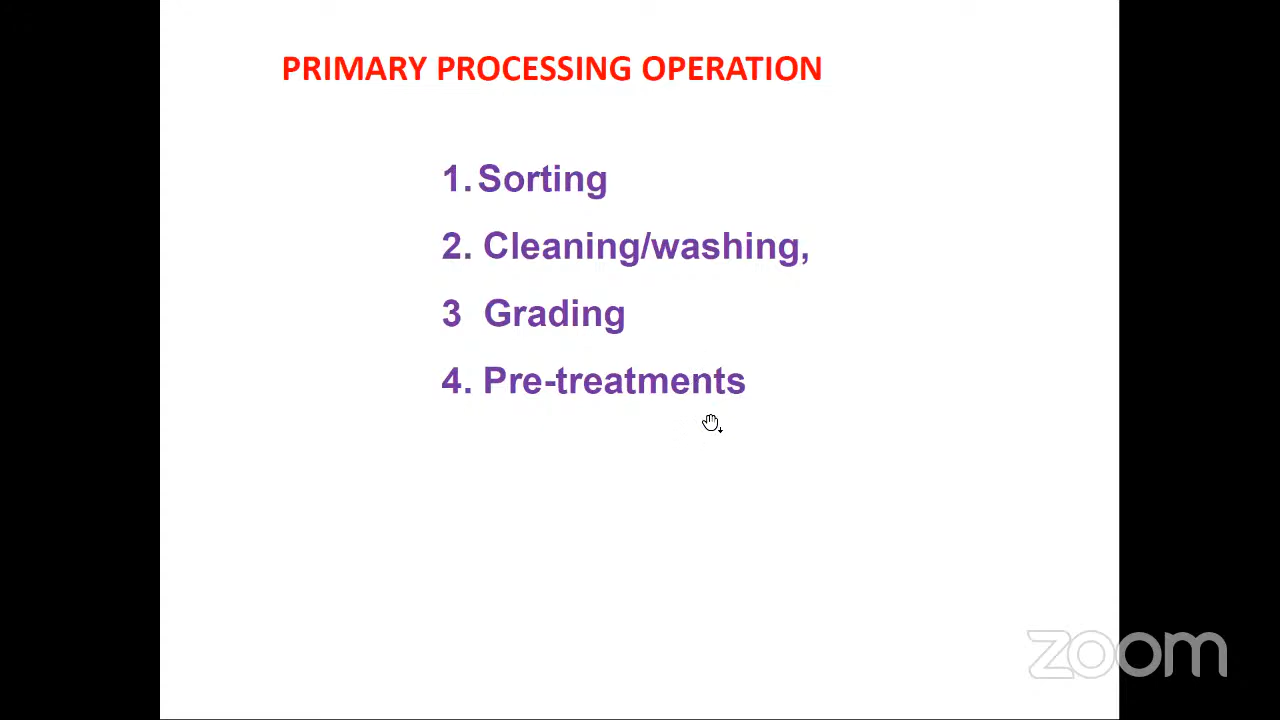 PRIMARY PROCESSING OPERATION
1. Sorting
2. Cleaning/washing,
3 Grading
4. Pre-treatments
zoom